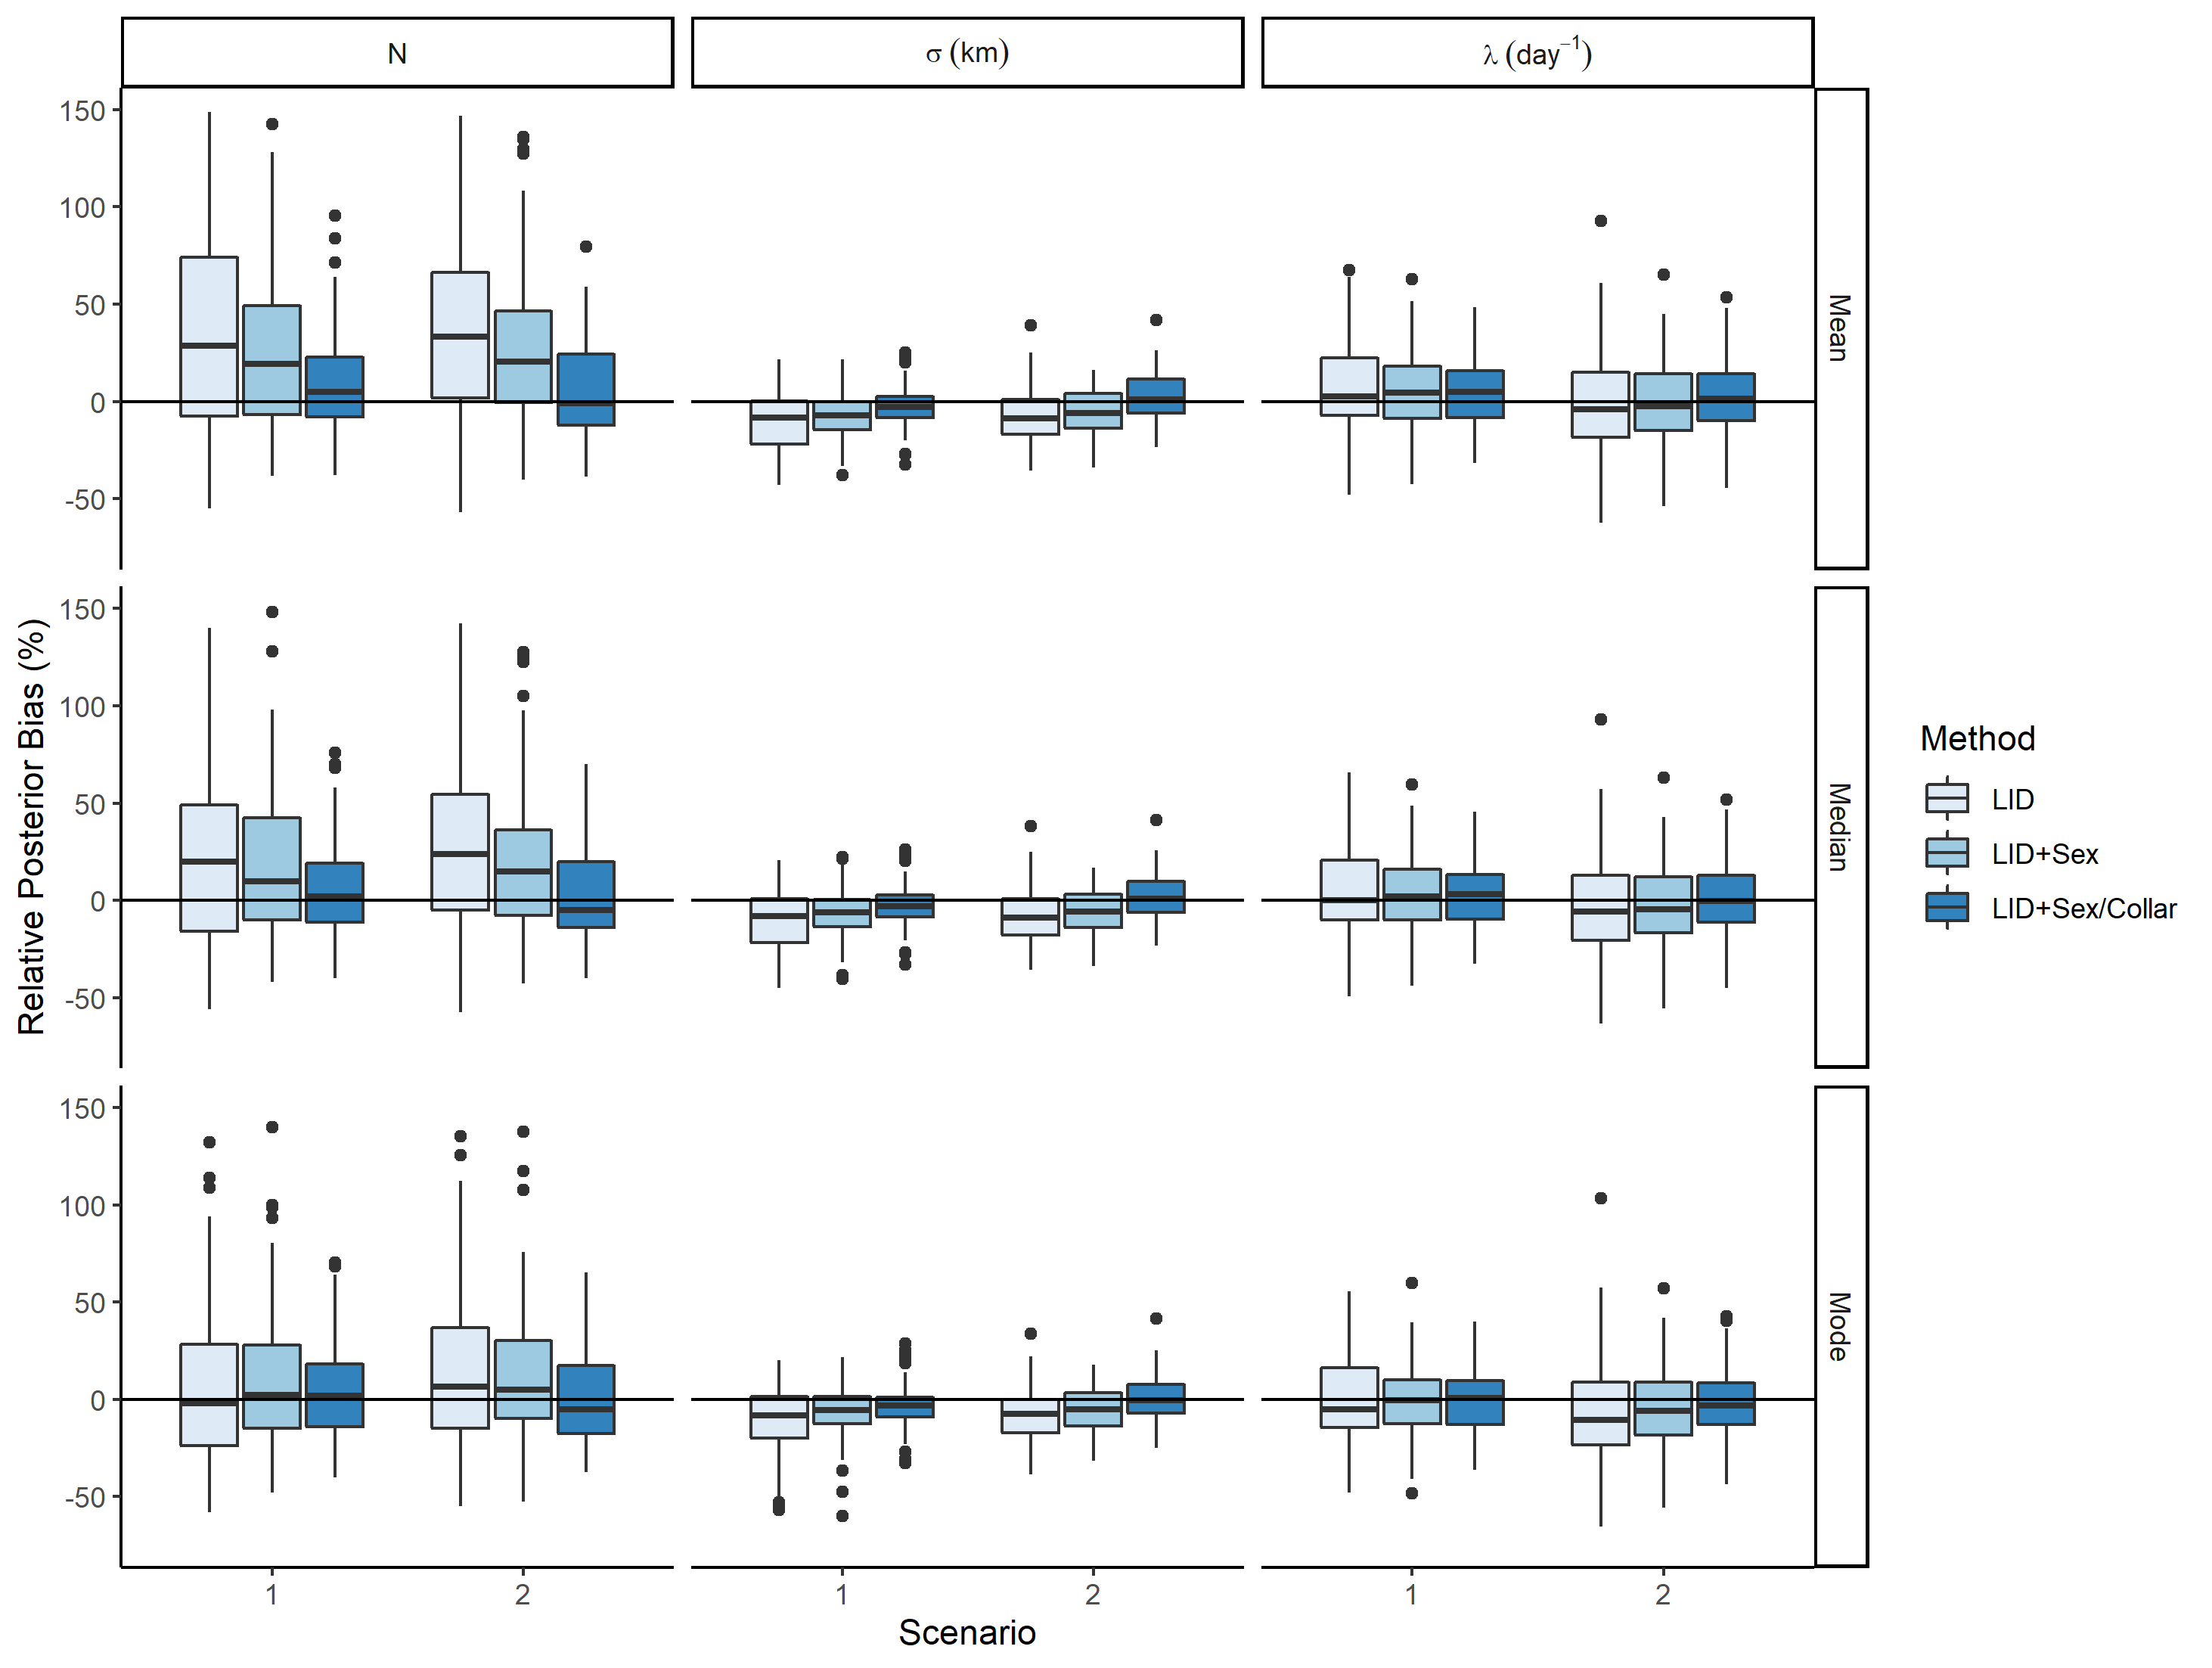 N
σ (km)
λ (day⁻¹)
150
100
50
0
-50
Mean
150
100
50
0
-50
Median
150
100
50
0
-50
Mode
Relative Posterior Bias (%)
1
2
1
2
1
2
Scenario
Method
LID
LID+Sex
LID+Sex/Collar